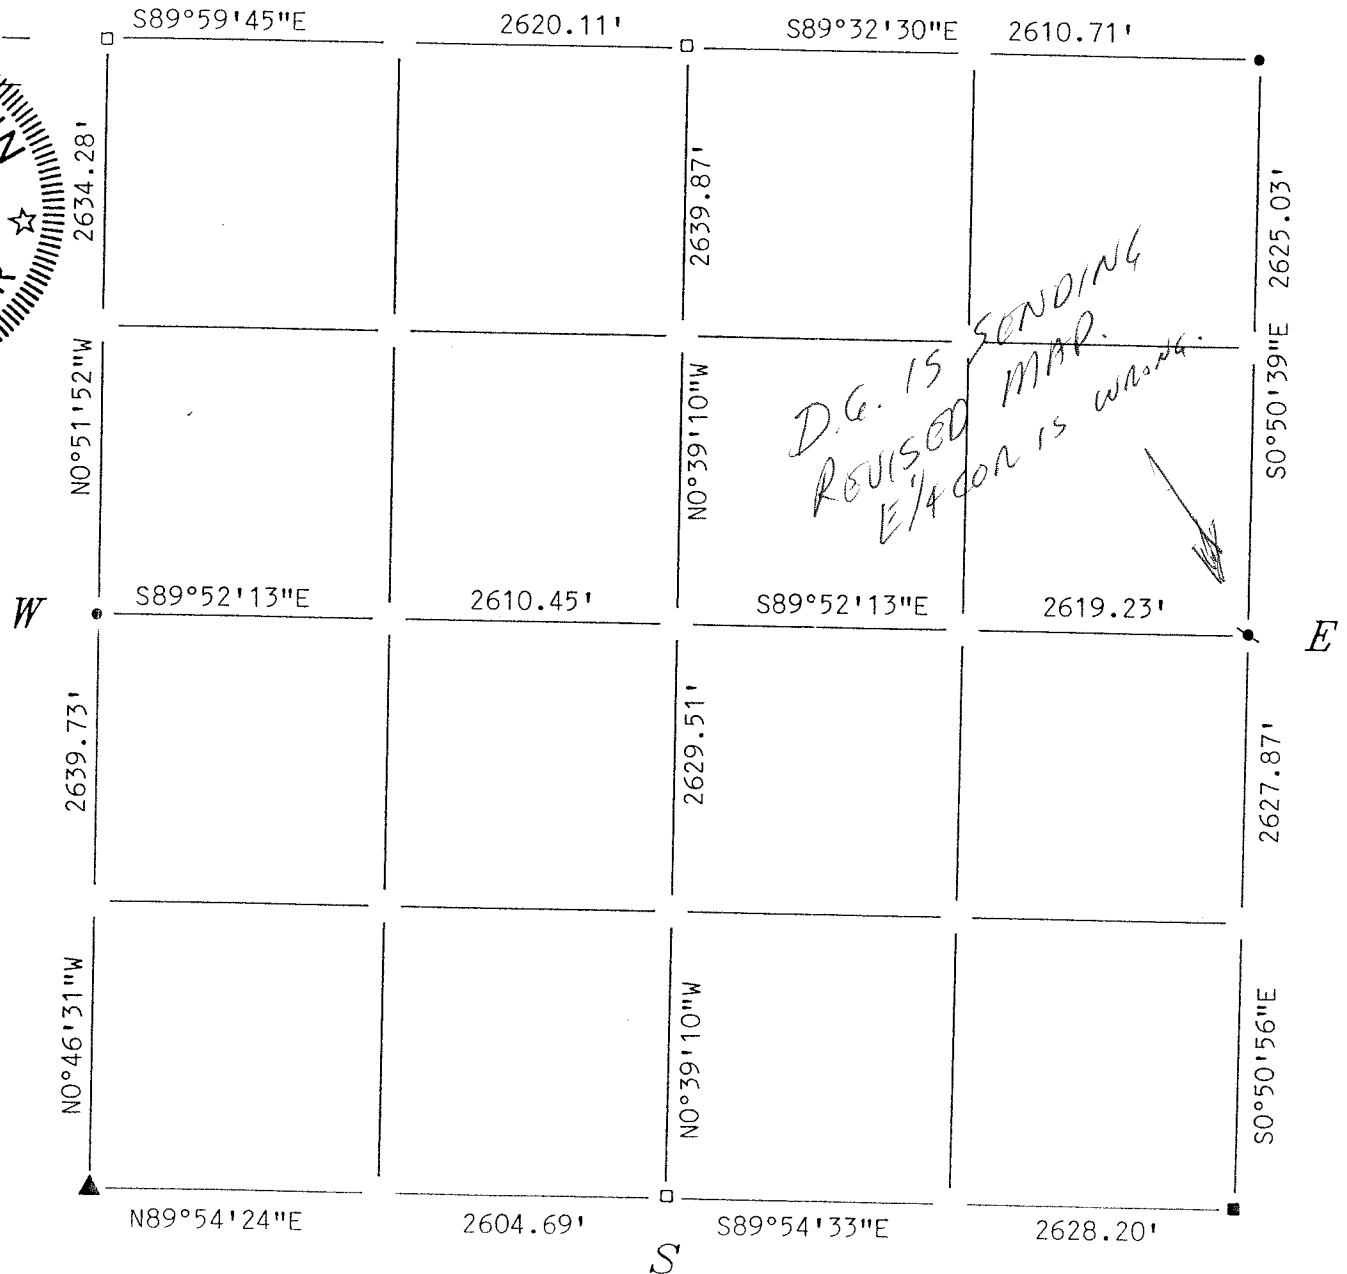 S89°59'45"E 2620.11' S89°32'30"E 2610.71'
2634.28'
2639.87'
2625.03'
N0°51'52"W
N0°39'10"W
S0°50'39"E
D.G. IS SENDING
REVISED MAP.
E 1/4 COR IS WRONG.
W S89°52'13"E 2610.45' S89°52'13"E 2619.23' E
2639.73'
2629.51'
2627.87'
N0°46'31"W
N0°39'10"W
S0°50'56"E
N89°54'24"E 2604.69' S89°54'33"E 2628.20'
S